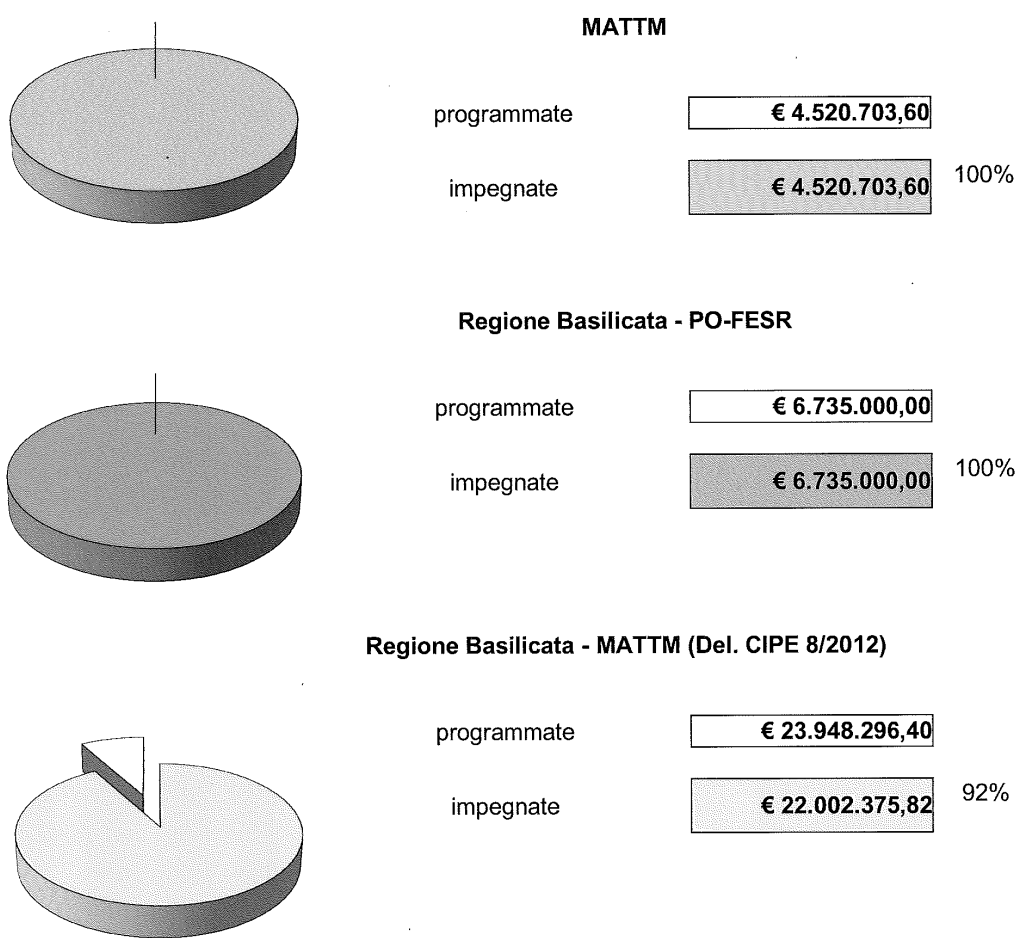 MATTM
programmate € 4.520.703,60
impegnate € 4.520.703,60 100%
Regione Basilicata - PO-FESR
programmate € 6.735.000,00
impegnate € 6.735.000,00 100%
Regione Basilicata - MATTM (Del. CIPE 8/2012)
programmate € 23.948.296,40
impegnate € 22.002.375,82 92%